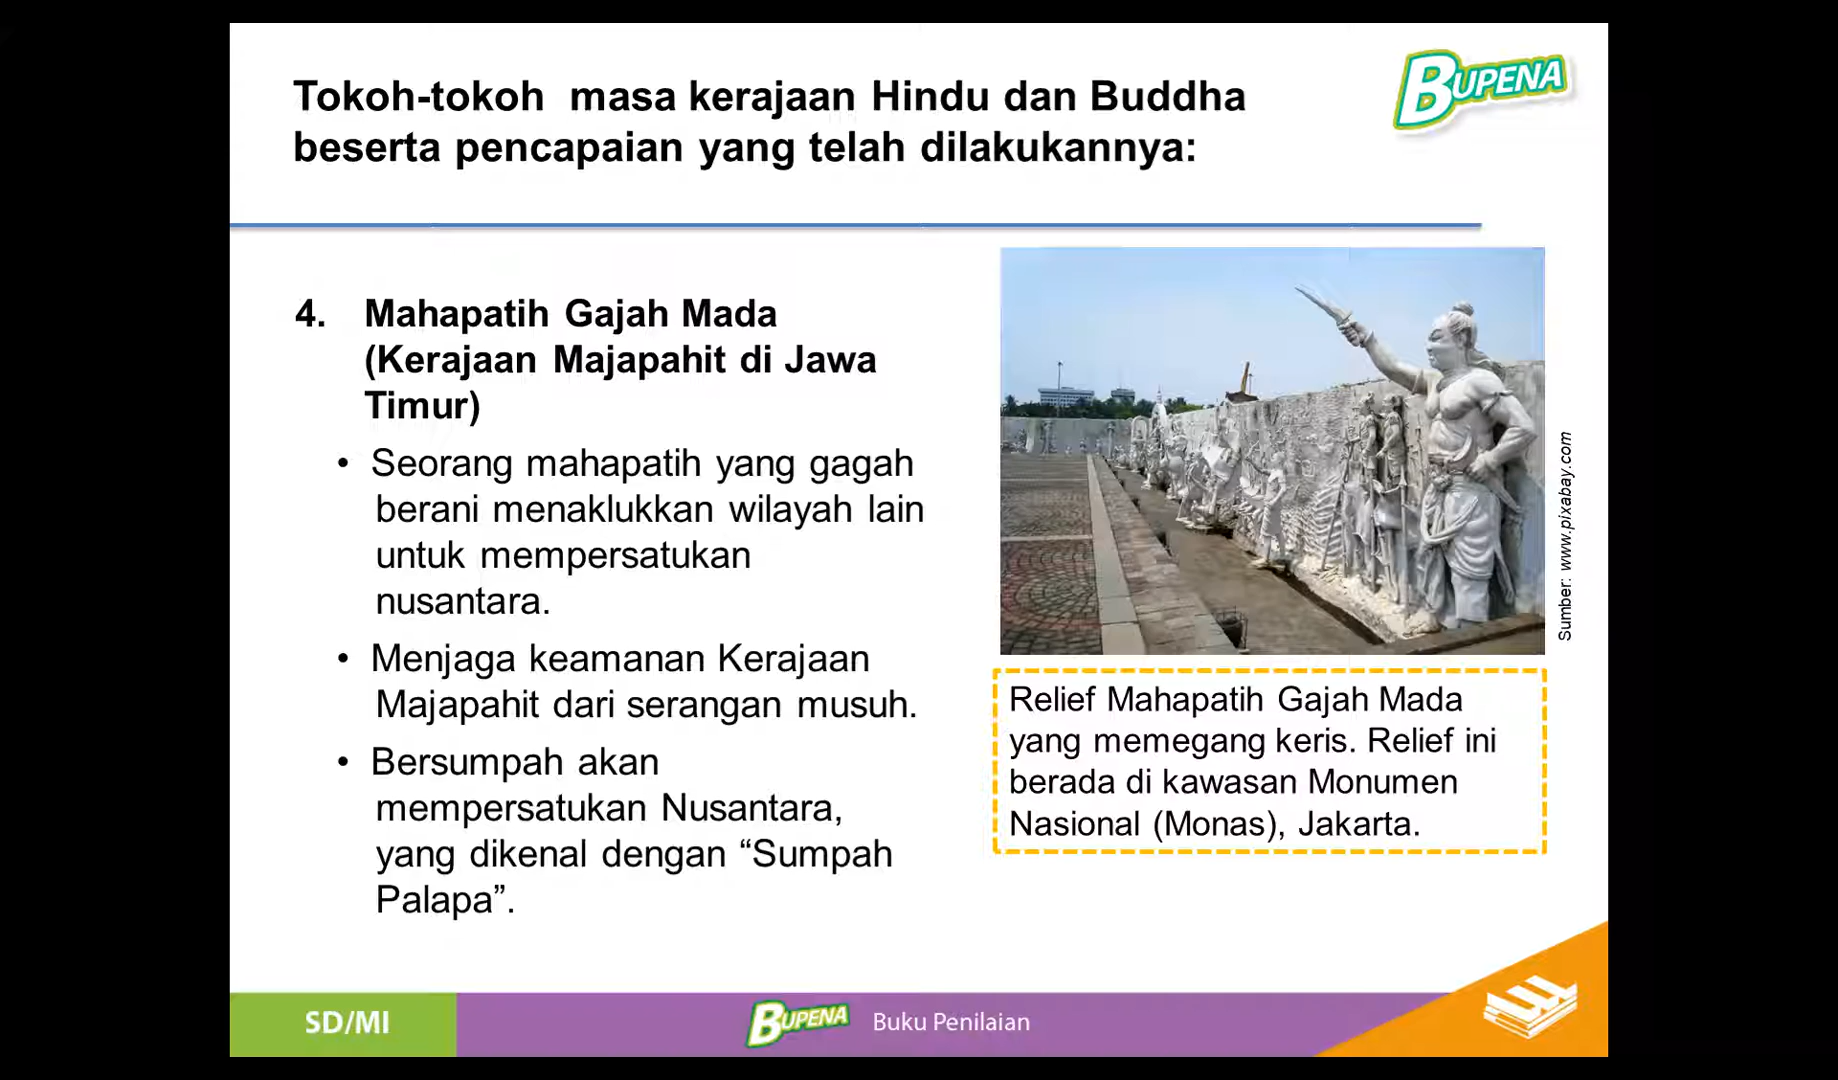 Tokoh-tokoh masa kerajaan Hindu dan Buddha
beserta pencapaian yang telah dilakukannya:
BUPENA
4. Mahapatih Gajah Mada
(Kerajaan Majapahit di Jawa
Timur)
• Seorang mahapatih yang gagah
berani menaklukkan wilayah lain
untuk mempersatukan
nusantara.
• Menjaga keamanan Kerajaan
Majapahit dari serangan musuh.
• Bersumpah akan
mempersatukan Nusantara,
yang dikenal dengan “Sumpah
Palapa”.
Sumber: www.pixabay.com
Relief Mahapatih Gajah Mada
yang memegang keris. Relief ini
berada di kawasan Monumen
Nasional (Monas), Jakarta.
SD/MI
BUPENA
Buku Penilaian